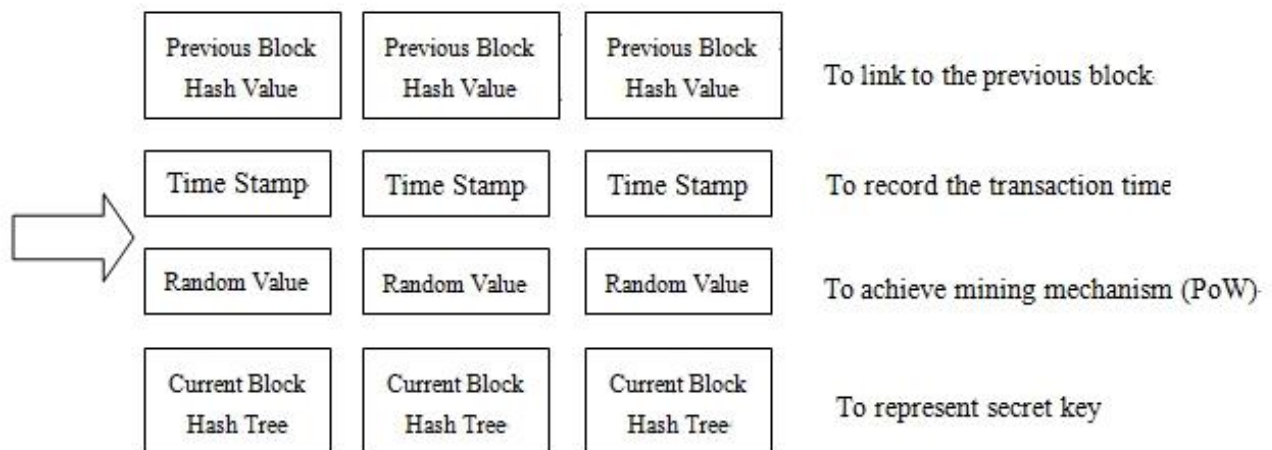 Previous Block Previous Block Previous Block
Hash Value Hash Value Hash Value To link to the previous block
Time Stamp Time Stamp Time Stamp To record the transaction time
Random Value Random Value Random Value To achieve mining mechanism (PoW)
Current Block Current Block Current Block
Hash Tree Hash Tree Hash Tree To represent secret key